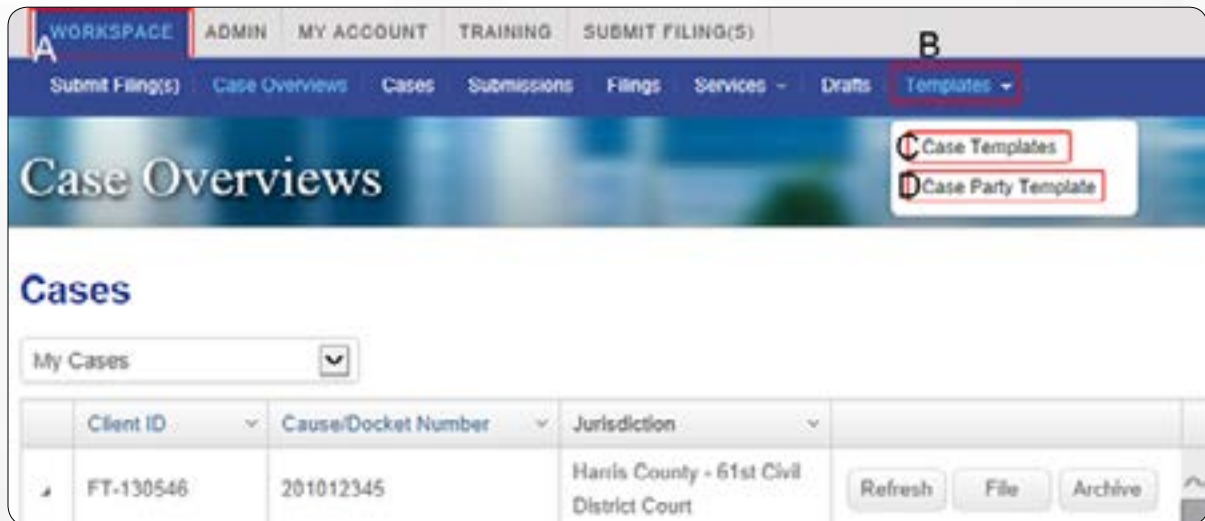 A WORKSPACE ADMIN MY ACCOUNT TRAINING SUBMIT FILING(S)
B
Submit Filing(s) Case Overviews Cases Submissions Filings Services Drafts Templates
C Case Templates
D Case Party Template
Case Overviews
Cases
My Cases
Client ID Cause/Docket Number Jurisdiction
FT-130546 201012345 Harris County - 61st Civil District Court Refresh File Archive